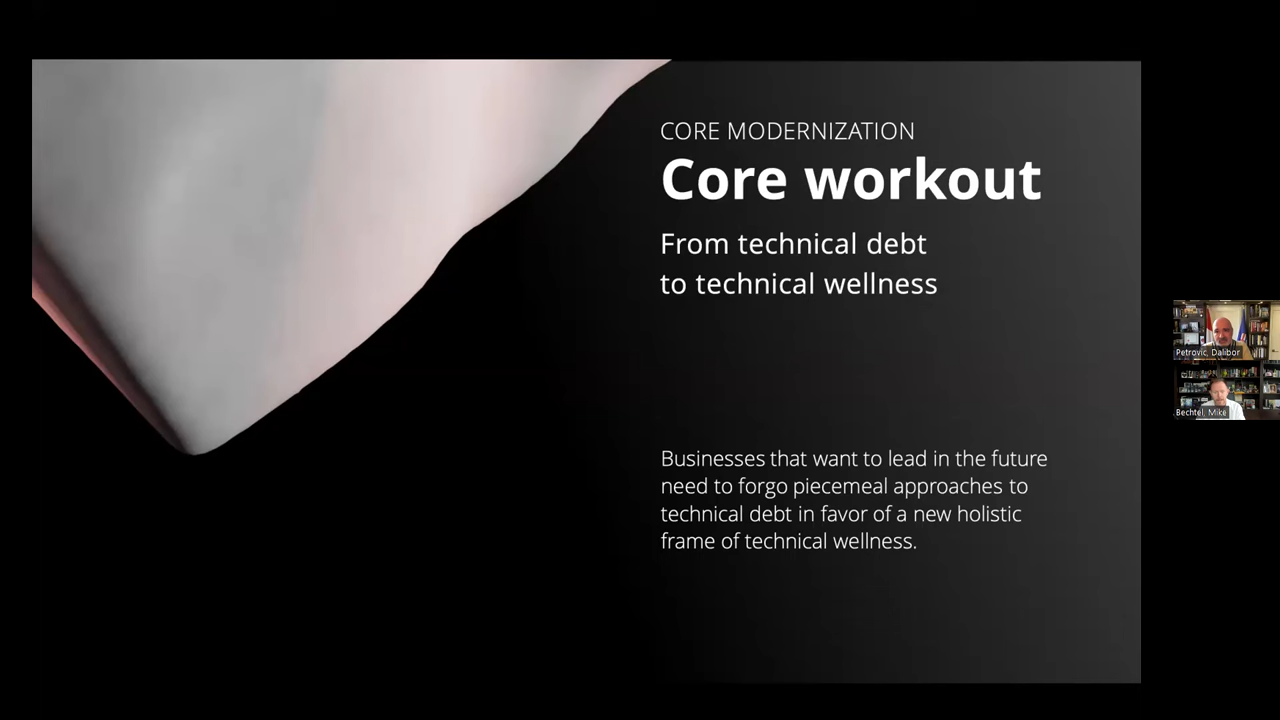 CORE MODERNIZATION
Core workout
From technical debt
to technical wellness
Businesses that want to lead in the future
need to forgo piecemeal approaches to
technical debt in favor of a new holistic
frame of technical wellness.
Petrovic, Dalibor
Bechtel, Mike